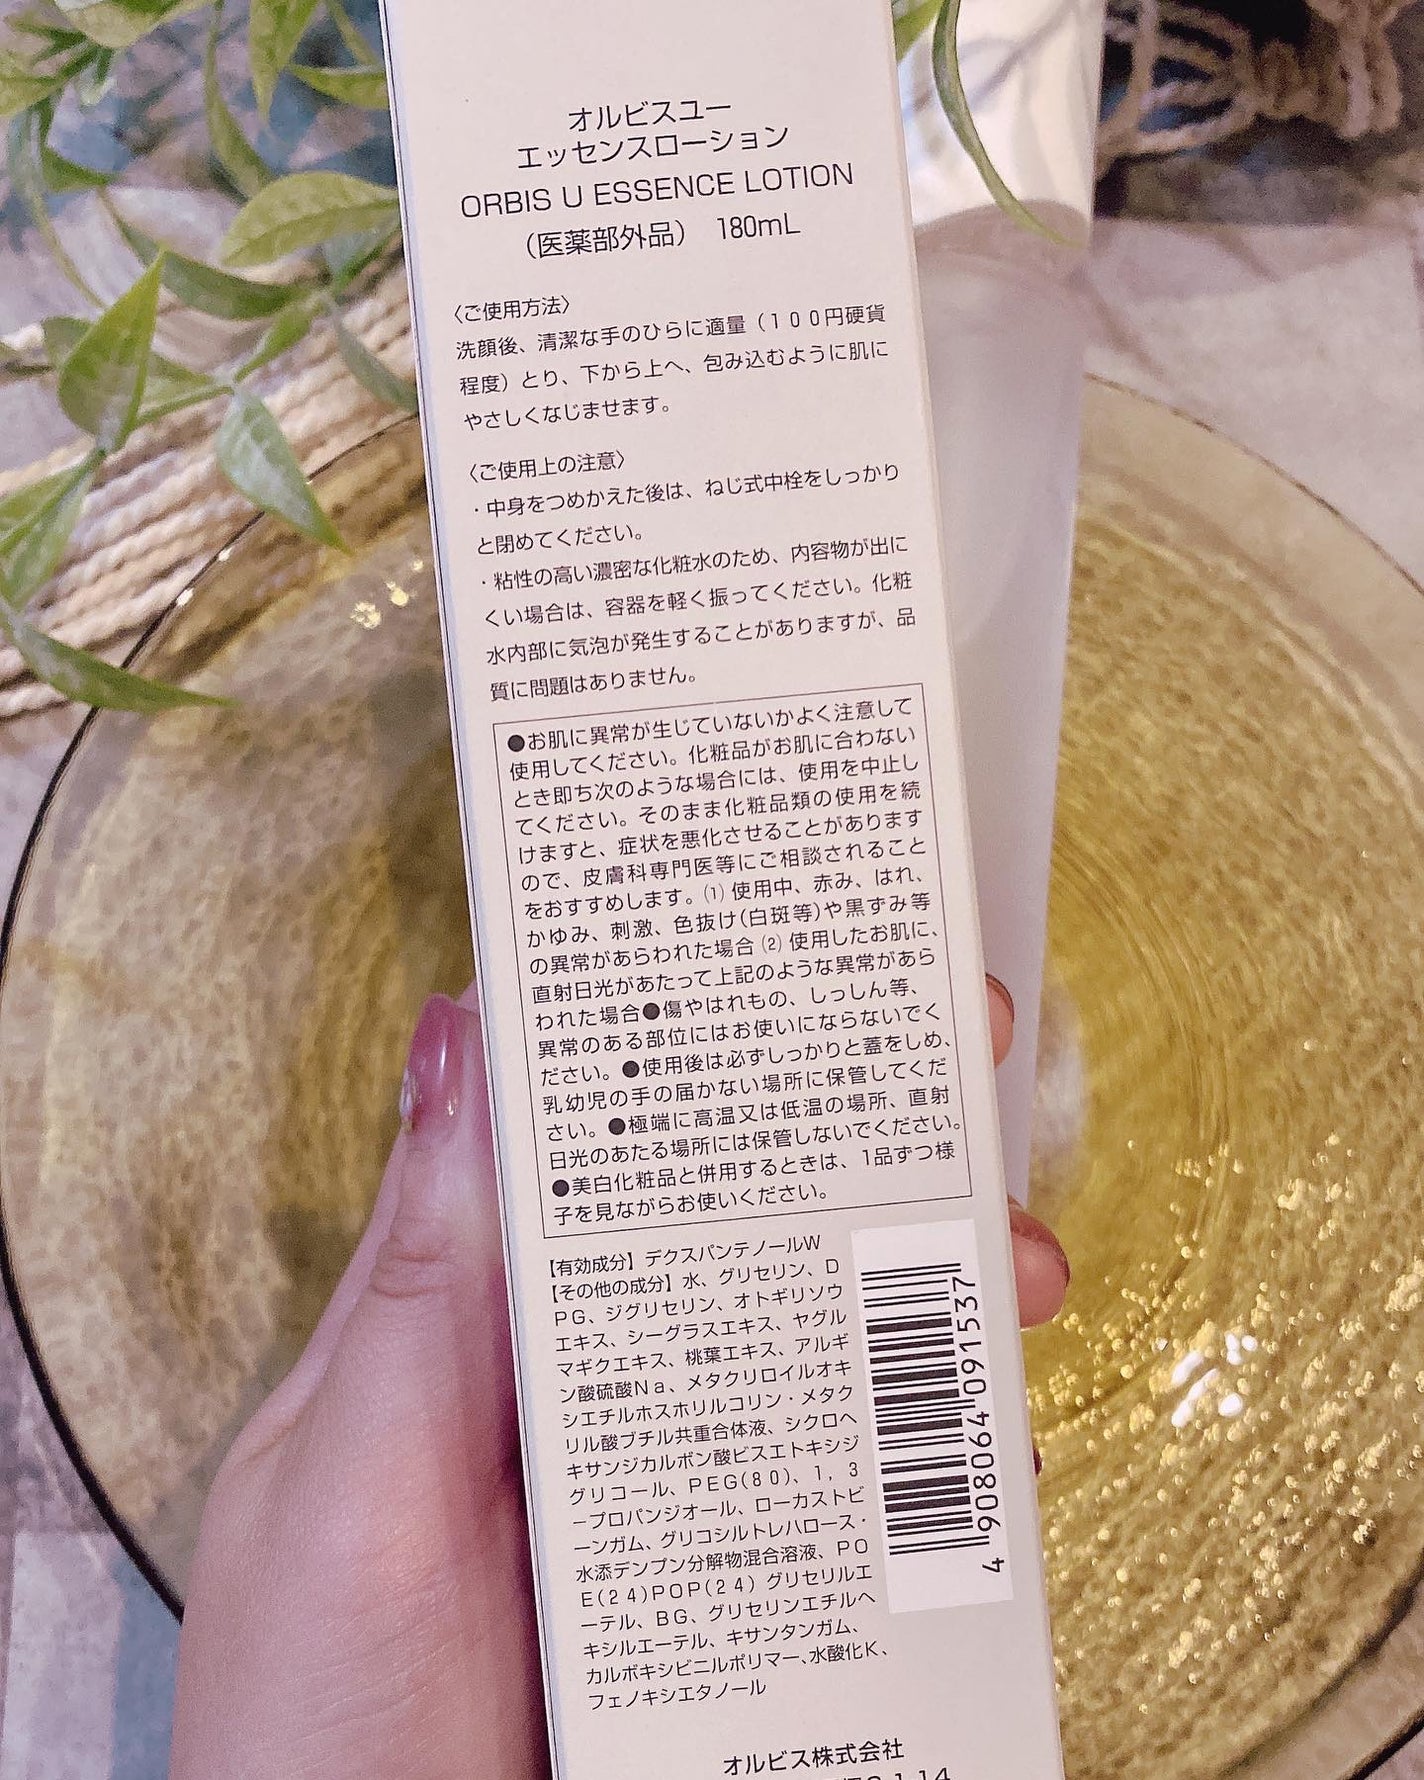 オルビスユー
エッセンスローション
ORBIS U ESSENCE LOTION
（医薬部外品） 180mL
〈ご使用方法〉
洗顔後、清潔な手のひらに適量（１００円硬貨
程度）とり、下から上へ、包み込むように肌に
やさしくなじませます。
〈ご使用上の注意〉
・中身をつめかえた後は、ねじ式中栓をしっかり
と閉めてください。
・粘性の高い濃密な化粧水のため、内容物が出に
くい場合は、容器を軽く振ってください。化粧
水内部に気泡が発生することがありますが、品
質に問題はありません。
●お肌に異常が生じていないかよく注意して
使用してください。化粧品がお肌に合わない
とき即ち次のような場合には、使用を中止し
てください。そのまま化粧品類の使用を続
けますと、症状を悪化させることがあります
ので、皮膚科専門医等にご相談されること
をおすすめします。⑴ 使用中、赤み、はれ、
かゆみ、刺激、色抜け(白斑等)や黒ずみ等
の異常があらわれた場合 ⑵ 使用したお肌に、
直射日光があたって上記のような異常があら
われた場合●傷やはれもの、しっしん等、
異常のある部位にはお使いにならないでく
ださい。●使用後は必ずしっかりと蓋をしめ、
乳幼児の手の届かない場所に保管してくだ
さい。●極端に高温又は低温の場所、直射
日光のあたる場所には保管しないでください。
●美白化粧品と併用するときは、1品ずつ様
子を見ながらお使いください。
【有効成分】デクスパンテノールW
【その他の成分】水、グリセリン、Ｄ
ＰＧ、ジグリセリン、オトギリソウ
エキス、シーグラスエキス、ヤグル
マギクエキス、桃葉エキス、アルギ
ン酸硫酸Ｎａ、メタクリロイルオキ
シエチルホスホリルコリン・メタク
リル酸ブチル共重合体液、シクロヘ
キサンジカルボン酸ビスエトキシジ
グリコール、ＰＥＧ(８０)、１，３
－プロパンジオール、ローカストビ
ーンガム、グリコシルトレハロース・
水添デンプン分解物混合溶液、ＰＯ
Ｅ(２４)ＰＯＰ(２４) グリセリルエ
ーテル、ＢＧ、グリセリンエチルヘ
キシルエーテル、キサンタンガム、
カルボキシビニルポリマー、水酸化Ｋ、
フェノキシエタノール
4 908064 091537
オルビス株式会社